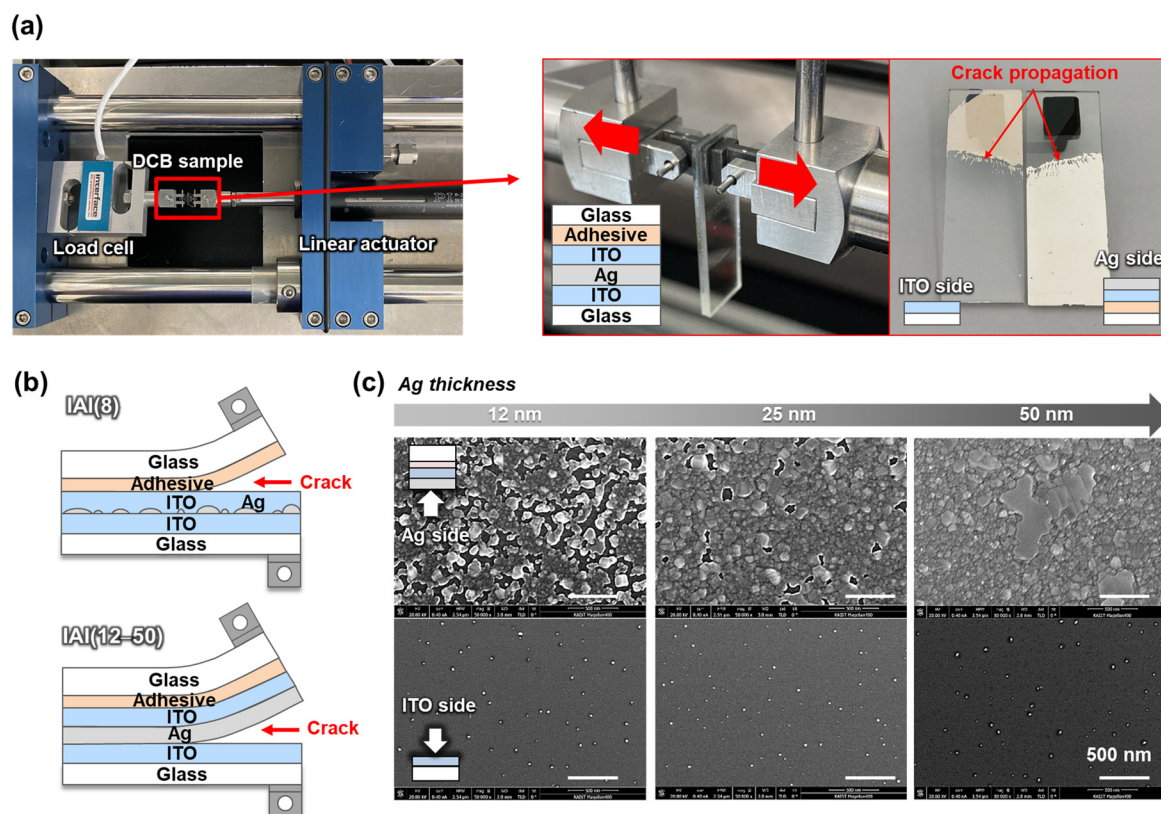 (a)
DCB sample
interface
Load cell
Linear actuator
Glass
Adhesive
ITO
Ag
ITO
Glass
Crack propagation
ITO side
Ag side
(b)
IAI(8)
Glass
Adhesive
Crack
ITO
Ag
ITO
Glass
IAI(12–50)
Glass
Adhesive
ITO
Ag
Crack
ITO
Glass
(c)
Ag thickness
12 nm
25 nm
50 nm
Ag side
ITO side
500 nm